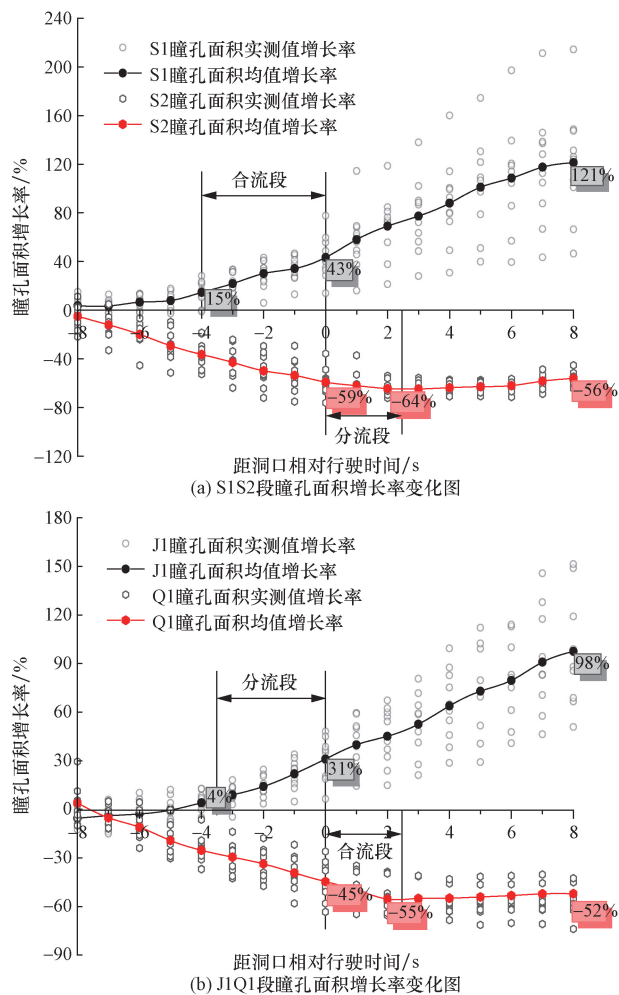 240
200
160
120
80
40
0
−40
−80
−120
瞳孔面积增长率/%
S1瞳孔面积实测值增长率
S1瞳孔面积均值增长率
S2瞳孔面积实测值增长率
S2瞳孔面积均值增长率
合流段
121%
43%
15%
−8 −6 −4 −2 0 2 4 6 8
−59%
−64%
−56%
分流段
距洞口相对行驶时间/s
(a) S1S2段瞳孔面积增长率变化图
180
150
120
90
60
30
0
−30
−60
−90
瞳孔面积增长率/%
J1瞳孔面积实测值增长率
J1瞳孔面积均值增长率
Q1瞳孔面积实测值增长率
Q1瞳孔面积均值增长率
分流段
98%
31%
4%
−8 −6 −4 −2 0 2 4 6 8
合流段
−45%
−55%
−52%
距洞口相对行驶时间/s
(b) J1Q1段瞳孔面积增长率变化图